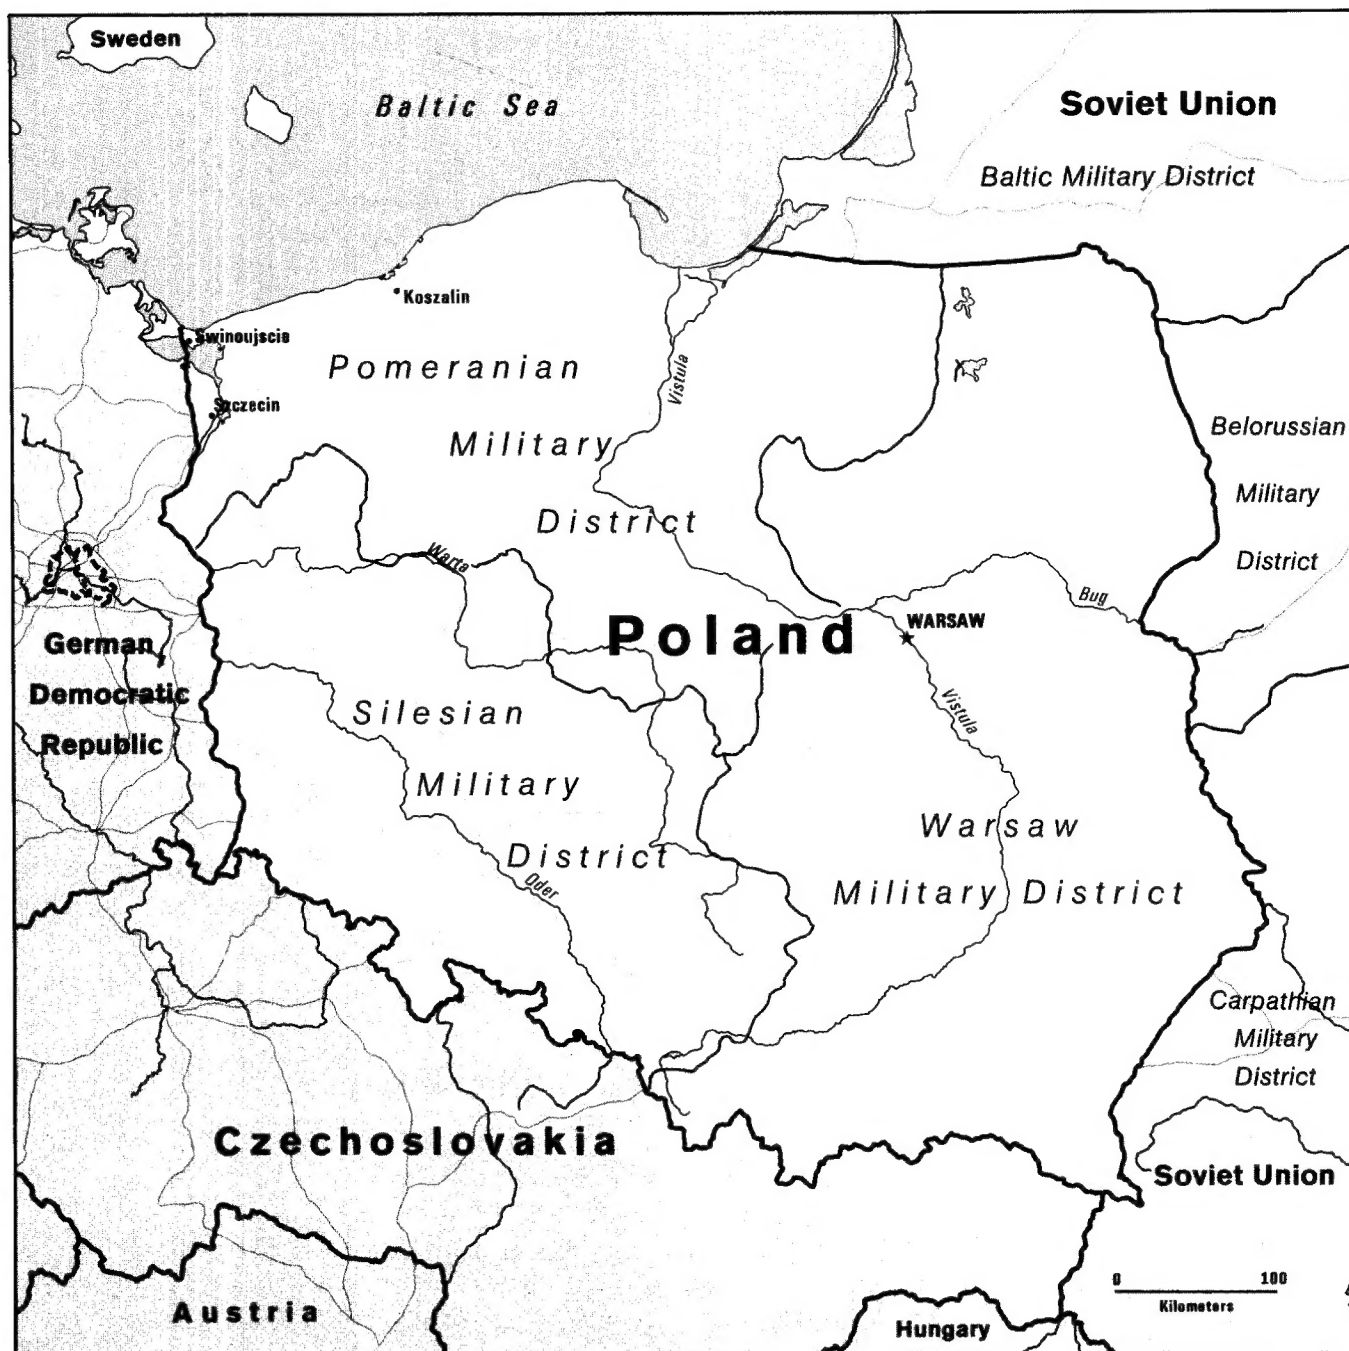 Sweden
Baltic Sea
Soviet Union
Baltic Military District
Koszalin
Swinoujscie
Pomeranian
Vistula
Szczecin
Military
Belorussian
Military
District
District
Warta
Bug
Poland
WARSAW
German
Democratic
Republic
Silesian
Vistula
Military
Warsaw
District
Military District
Oder
Carpathian
Military
District
Czechoslovakia
Soviet Union
0 100
Kilometers
Austria
Hungary